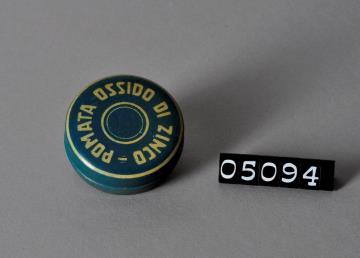 POMATA OSSIDO DI ZINCO -
05094